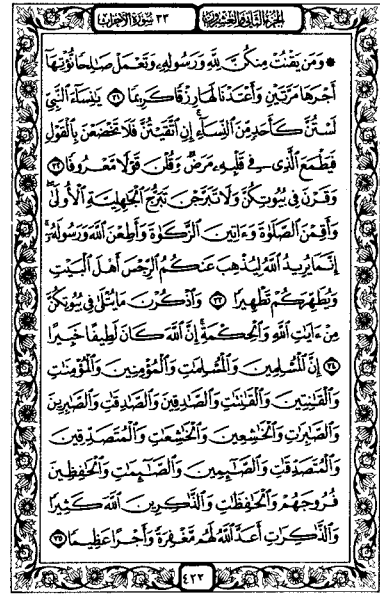 الجزء الثاني والعشرون ٣٣ سورة الأحزاب
۞ وَمَن يَقْنُتْ مِنكُنَّ لِلَّهِ وَرَسُولِهِۦ وَتَعْمَلْ صَٰلِحًا نُّؤْتِهَآ
أَجْرَهَا مَرَّتَيْنِ وَأَعْتَدْنَا لَهَا رِزْقًا كَرِيمًا ٣١ يَٰنِسَآءَ ٱلنَّبِيِّ
لَسْتُنَّ كَأَحَدٍ مِّنَ ٱلنِّسَآءِ إِنِ ٱتَّقَيْتُنَّ فَلَا تَخْضَعْنَ بِٱلْقَوْلِ
فَيَطْمَعَ ٱلَّذِى فِى قَلْبِهِۦ مَرَضٌ وَقُلْنَ قَوْلًا مَّعْرُوفًا ٣٢
وَقَرْنَ فِى بُيُوتِكُنَّ وَلَا تَبَرَّجْنَ تَبَرُّجَ ٱلْجَٰهِلِيَّةِ ٱلْأُولَىٰ
وَأَقِمْنَ ٱلصَّلَوٰةَ وَءَاتِينَ ٱلزَّكَوٰةَ وَأَطِعْنَ ٱللَّهَ وَرَسُولَهُۥٓ
إِنَّمَا يُرِيدُ ٱللَّهُ لِيُذْهِبَ عَنكُمُ ٱلرِّجْسَ أَهْلَ ٱلْبَيْتِ
وَيُطَهِّرَكُمْ تَطْهِيرًا ٣٣ وَٱذْكُرْنَ مَا يُتْلَىٰ فِى بُيُوتِكُنَّ
مِنْ ءَايَٰتِ ٱللَّهِ وَٱلْحِكْمَةِ إِنَّ ٱللَّهَ كَانَ لَطِيفًا خَبِيرًا
٣٤ إِنَّ ٱلْمُسْلِمِينَ وَٱلْمُسْلِمَٰتِ وَٱلْمُؤْمِنِينَ وَٱلْمُؤْمِنَٰتِ
وَٱلْقَٰنِتِينَ وَٱلْقَٰنِتَٰتِ وَٱلصَّٰدِقِينَ وَٱلصَّٰدِقَٰتِ وَٱلصَّٰبِرِينَ
وَٱلصَّٰبِرَٰتِ وَٱلْخَٰشِعِينَ وَٱلْخَٰشِعَٰتِ وَٱلْمُتَصَدِّقِينَ
وَٱلْمُتَصَدِّقَٰتِ وَٱلصَّٰٓئِمِينَ وَٱلصَّٰٓئِمَٰتِ وَٱلْحَٰفِظِينَ
فُرُوجَهُمْ وَٱلْحَٰفِظَٰتِ وَٱلذَّٰكِرِينَ ٱللَّهَ كَثِيرًا
وَٱلذَّٰكِرَٰتِ أَعَدَّ ٱللَّهُ لَهُم مَّغْفِرَةً وَأَجْرًا عَظِيمًا ٣٥
٤٢٢